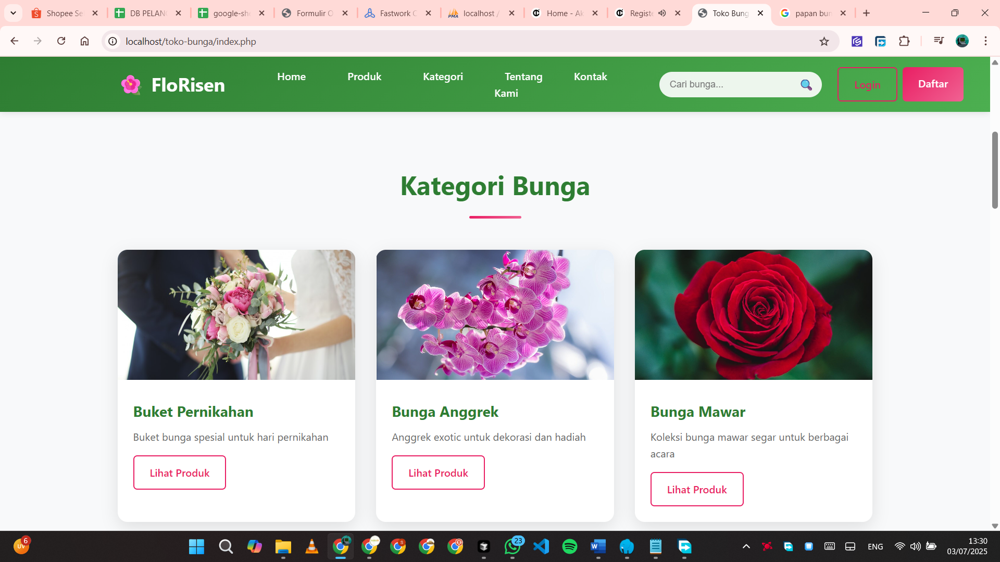 Shopee Se
DB PELAN
google-she
Formulir O
Fastwork C
localhost /
Home - Ak
Registe
Toko Bung
papan bun
localhost/toko-bunga/index.php
FloRisen
Home
Produk
Kategori
Tentang
Kami
Kontak
Cari bunga...
Login
Daftar
Kategori Bunga
Buket Pernikahan
Buket bunga spesial untuk hari pernikahan
Lihat Produk
Bunga Anggrek
Anggrek exotic untuk dekorasi dan hadiah
Lihat Produk
Bunga Mawar
Koleksi bunga mawar segar untuk berbagai
acara
Lihat Produk
UV
6
23
ENG
13:30
03/07/2025